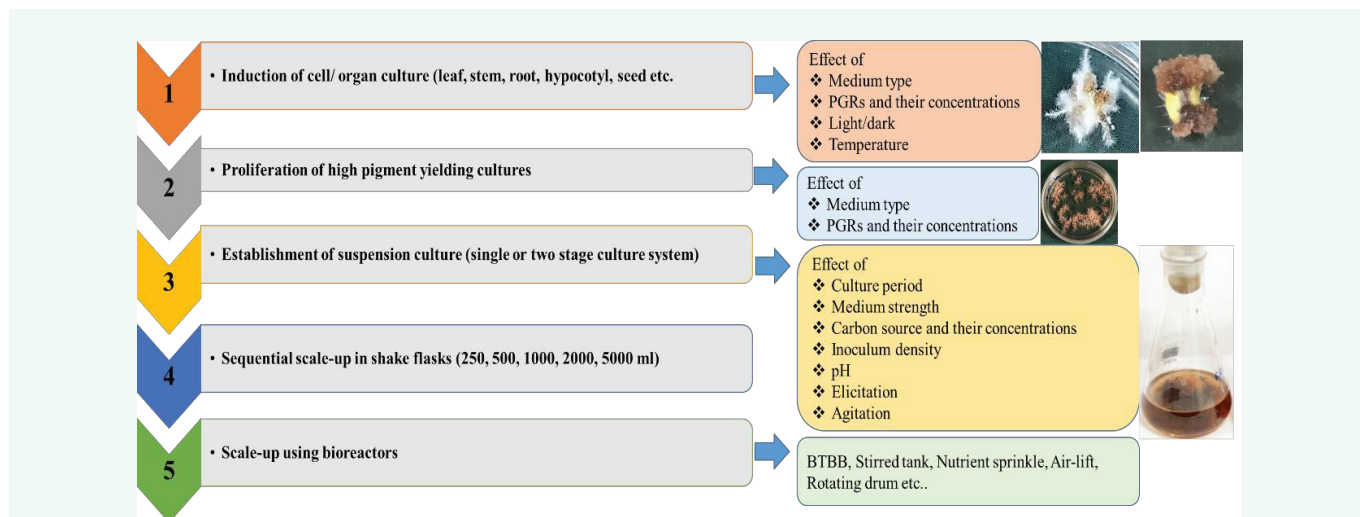 1
• Induction of cell/ organ culture (leaf, stem, root, hypocotyl, seed etc.
Effect of
❖ Medium type
❖ PGRs and their concentrations
❖ Light/dark
❖ Temperature
2
• Proliferation of high pigment yielding cultures
Effect of
❖ Medium type
❖ PGRs and their concentrations
3
• Establishment of suspension culture (single or two stage culture system)
Effect of
❖ Culture period
❖ Medium strength
❖ Carbon source and their concentrations
❖ Inoculum density
❖ pH
❖ Elicitation
❖ Agitation
4
• Sequential scale-up in shake flasks (250, 500, 1000, 2000, 5000 ml)
5
• Scale-up using bioreactors
BTBB, Stirred tank, Nutrient sprinkle, Air-lift,
Rotating drum etc..